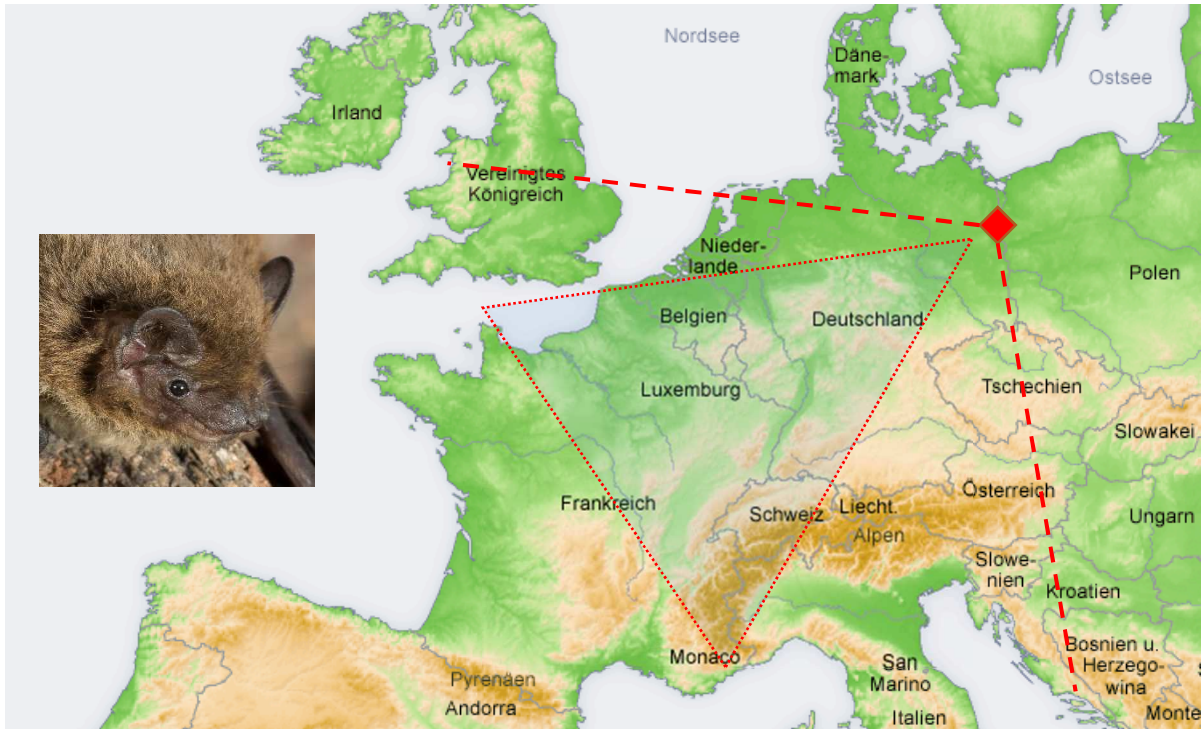 Nordsee
Däne-
mark
Ostsee
Irland
Vereinigtes
Königreich
Nieder-
lande
Polen
Belgien
Deutschland
Luxemburg
Tschechien
Slowakei
Frankreich
Schweiz
Liecht.
Österreich
Alpen
Ungarn
Slowe-
nien
Kroatien
Monaco
Bosnien u.
Herzego-
wina
San
Marino
Pyrenäen
Andorra
Italien
Monte